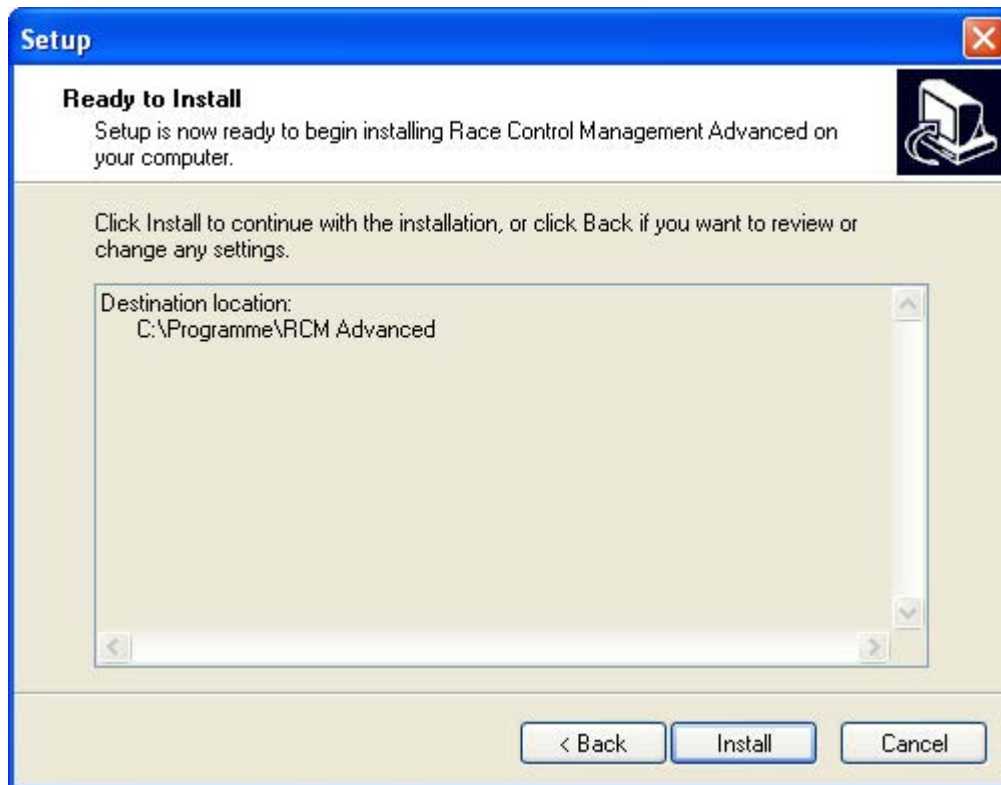 Setup
Ready to Install
Setup is now ready to begin installing Race Control Management Advanced on
your computer.
Click Install to continue with the installation, or click Back if you want to review or
change any settings.
Destination location:
C:\Programme\RCM Advanced
< Back
Install
Cancel